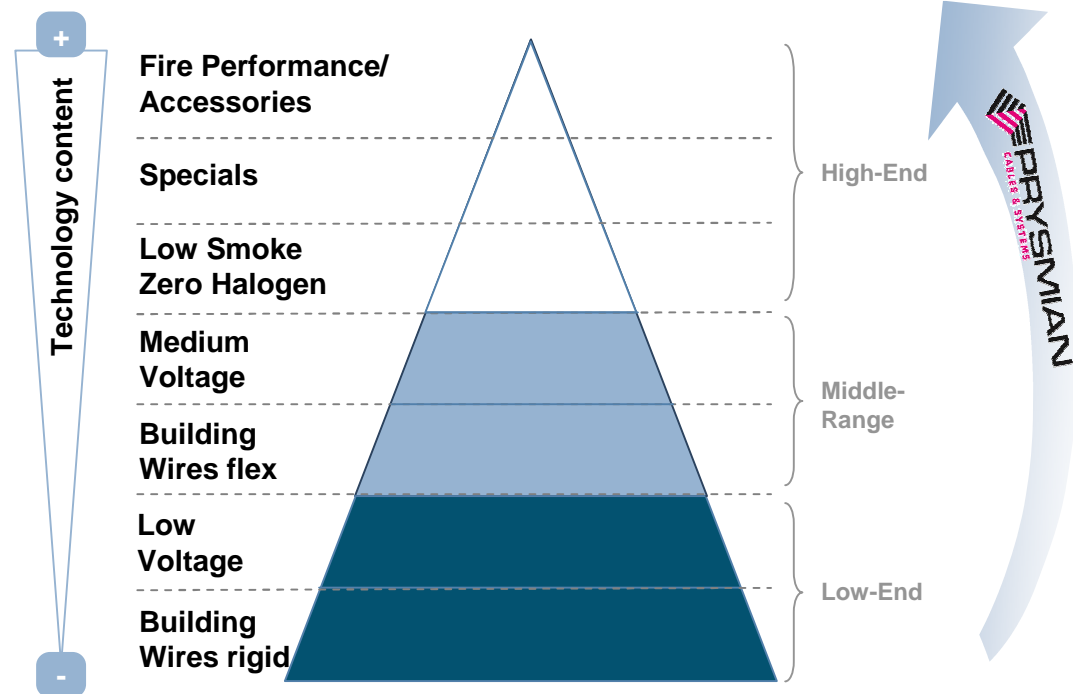 +
Technology content
-
Fire Performance/
Accessories
Specials
Low Smoke
Zero Halogen
Medium
Voltage
Building
Wires flex
Low
Voltage
Building
Wires rigid
High-End
Middle-
Range
Low-End
PRYSMIAN
CABLES & SYSTEMS